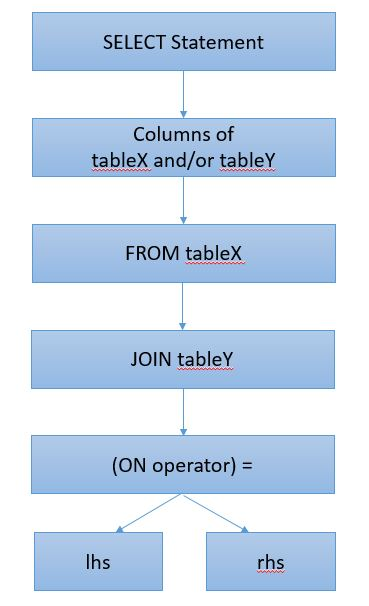 SELECT Statement
Columns of
tableX and/or tableY
FROM tableX
JOIN tableY
(ON operator) =
lhs
rhs